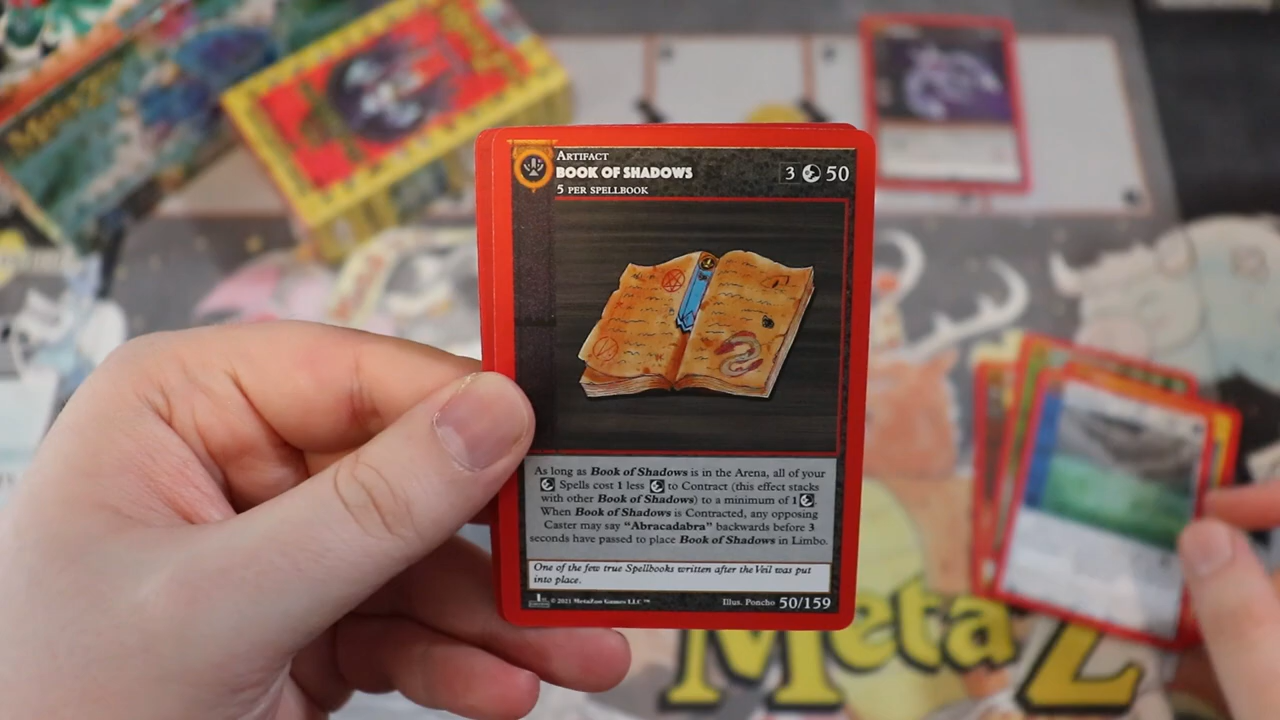 ARTIFACT
BOOK OF SHADOWS
3 50
5 PER SPELLBOOK
As long as Book of Shadows is in the Arena, all of your
Spells cost 1 less to Contract (this effect stacks
with other Book of Shadows) to a minimum of 1 .
When Book of Shadows is Contracted, any opposing
Caster may say “Abracadabra” backwards before 3
seconds have passed to place Book of Shadows in Limbo.
One of the few true Spellbooks written after the Veil was put
into place.
1st © 2021 MetaZoo Games LLC ™ Illus. Poncho 50/159
MetaZ